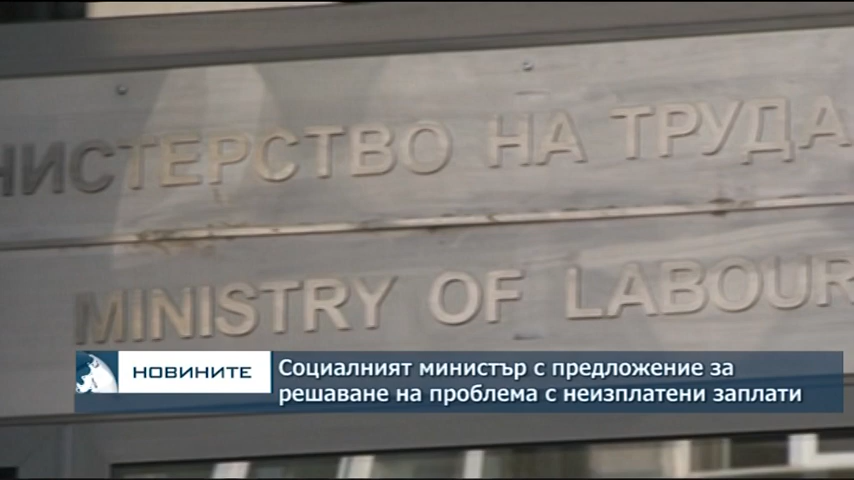 НИСТЕРСТВО НА ТРУДА
MINISTRY OF LABOUR
НОВИНИТЕ
Социалният министър с предложение за
решаване на проблема с неизплатени заплати